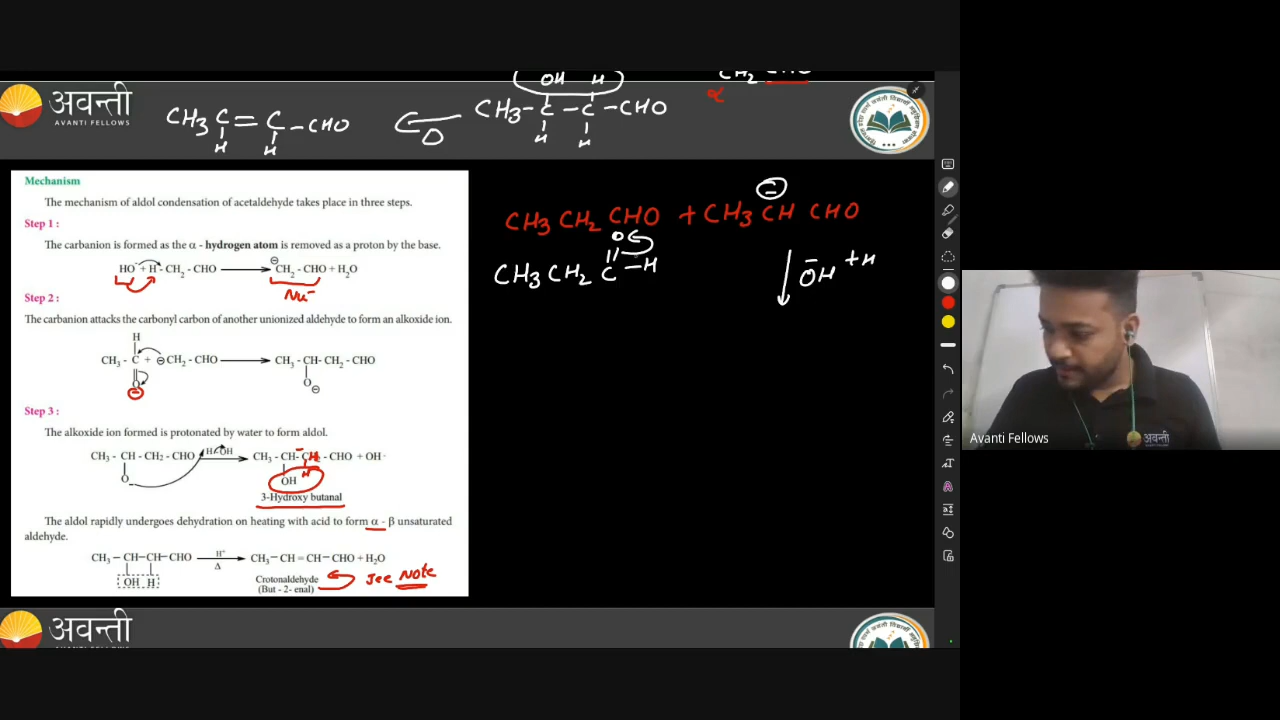 OH H
CH2 CHO
α
अवन्ती
AVANTI FELLOWS
CH3-C-C-CHO
H H
CH3 C=C-CHO
H H
Mechanism
The mechanism of aldol condensation of acetaldehyde takes place in three steps.
Step 1 :
The carbanion is formed as the α - hydrogen atom is removed as a proton by the base.
HO⁻ + H-CH2 - CHO ⟶ ⊖CH2 - CHO + H2O
Nu⁻
Step 2 :
The carbanion attacks the carbonyl carbon of another unionized aldehyde to form an alkoxide ion.
H
CH3 - C + ⊖CH2 - CHO ⟶ CH3 - CH- CH2 - CHO
O O
⊖ ⊖
Step 3 :
The alkoxide ion formed is protonated by water to form aldol.
CH3 - CH - CH2 - CHO H-OH ⟶ CH3 - CH- CH - CHO + OH-
O- OH H
3-Hydroxy butanal
The aldol rapidly undergoes dehydration on heating with acid to form α - β unsaturated
aldehyde.
CH3 - CH-CH-CHO H⁺ Δ ⟶ CH3-CH = CH-CHO + H2O
OH H
Crotonaldehyde
(But - 2- enal)
Jee Note
⊖
CH3 CH2 CHO + CH3 CH CHO
O
CH3 CH2 C-H
ŌH +H
Avanti Fellows
अवन्ती
अवन्ती